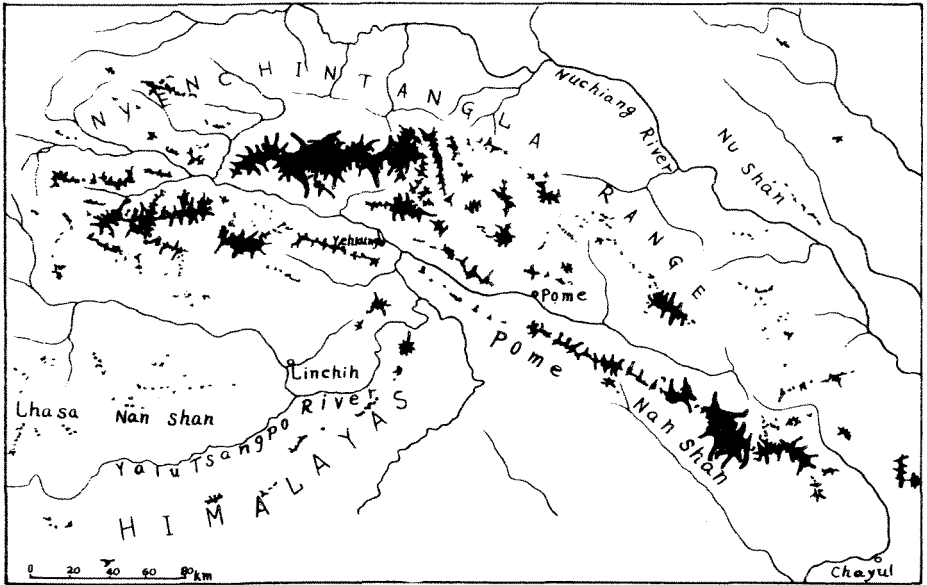 NYENCHINTANGLA RANGE
Nuchiang River
Nu Shan
Pome
Pome Nan Shan
Linchih
Lhasa Nan Shan
Yalu Tsangpo River
HIMALAYAS
0 20 40 60 80 km
Chayul